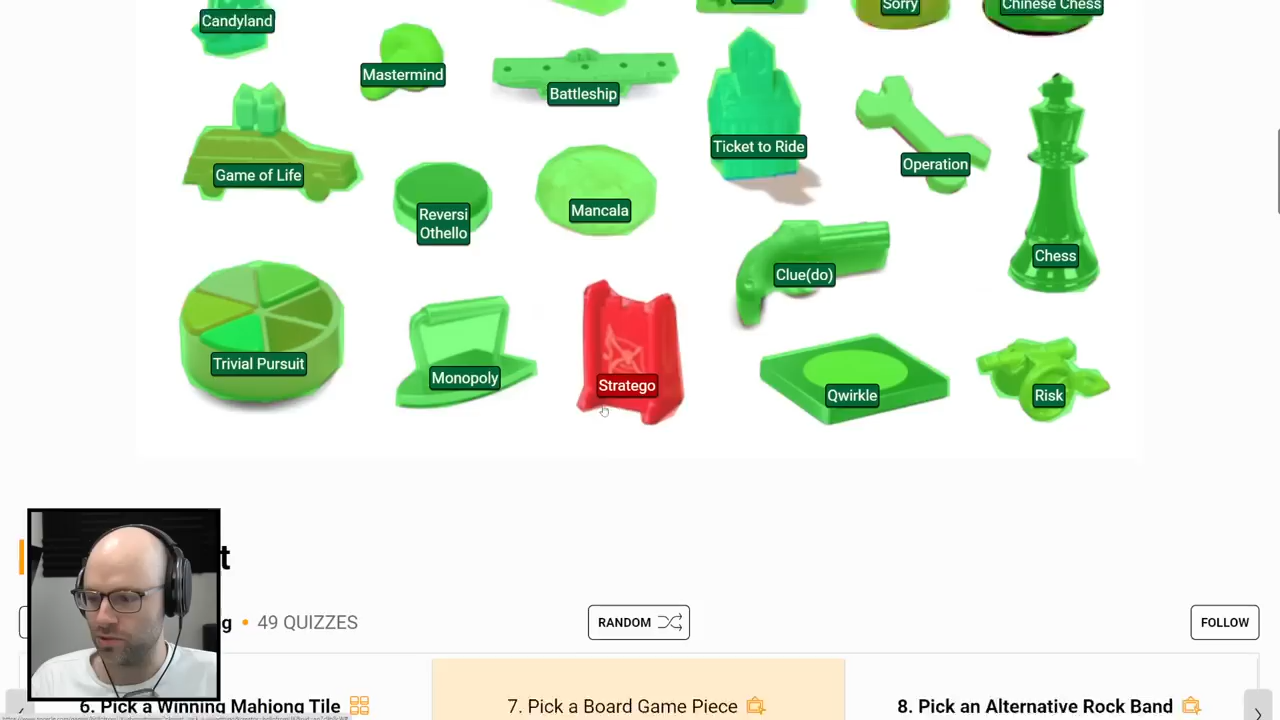 Sorry
Chinese Chess
Candyland
Mastermind
Battleship
Ticket to Ride
Operation
Game of Life
Reversi
Othello
Mancala
Clue(do)
Chess
Trivial Pursuit
Monopoly
Stratego
Qwirkle
Risk
49 QUIZZES
RANDOM
FOLLOW
6. Pick a Winning Mahjong Tile
7. Pick a Board Game Piece
8. Pick an Alternative Rock Band